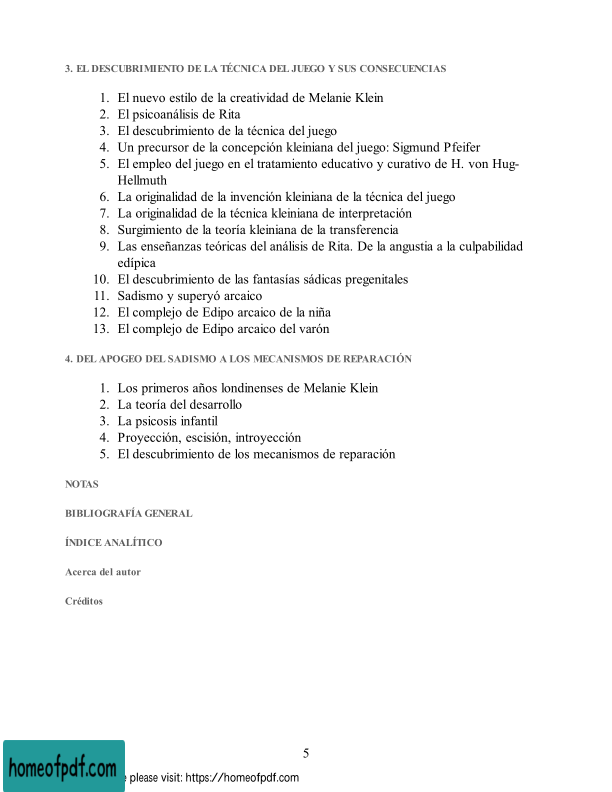 3. EL DESCUBRIMIENTO DE LA TÉCNICA DEL JUEGO Y SUS CONSECUENCIAS
1. El nuevo estilo de la creatividad de Melanie Klein
2. El psicoanálisis de Rita
3. El descubrimiento de la técnica del juego
4. Un precursor de la concepción kleiniana del juego: Sigmund Pfeifer
5. El empleo del juego en el tratamiento educativo y curativo de H. von Hug-
Hellmuth
6. La originalidad de la invención kleiniana de la técnica del juego
7. La originalidad de la técnica kleiniana de interpretación
8. Surgimiento de la teoría kleiniana de la transferencia
9. Las enseñanzas teóricas del análisis de Rita. De la angustia a la culpabilidad
edípica
10. El descubrimiento de las fantasías sádicas pregenitales
11. Sadismo y superyó arcaico
12. El complejo de Edipo arcaico de la niña
13. El complejo de Edipo arcaico del varón
4. DEL APOGEO DEL SADISMO A LOS MECANISMOS DE REPARACIÓN
1. Los primeros años londinenses de Melanie Klein
2. La teoría del desarrollo
3. La psicosis infantil
4. Proyección, escisión, introyección
5. El descubrimiento de los mecanismos de reparación
NOTAS
BIBLIOGRAFÍA GENERAL
ÍNDICE ANALÍTICO
Acerca del autor
Créditos
5
homeofpdf.com
please visit: https://homeofpdf.com